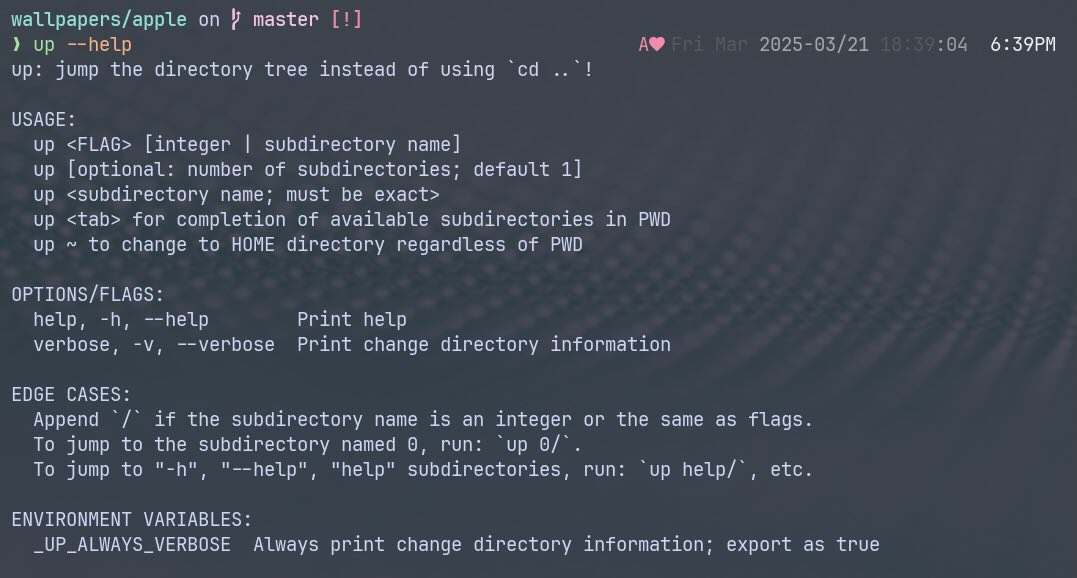 wallpapers/apple on  master [!]
❯ up --help A♥ Fri Mar 2025-03/21 18:39:04 6:39PM
up: jump the directory tree instead of using `cd ..`!

USAGE:
  up <FLAG> [integer | subdirectory name]
  up [optional: number of subdirectories; default 1]
  up <subdirectory name; must be exact>
  up <tab> for completion of available subdirectories in PWD
  up ~ to change to HOME directory regardless of PWD

OPTIONS/FLAGS:
  help, -h, --help        Print help
  verbose, -v, --verbose  Print change directory information

EDGE CASES:
  Append `/` if the subdirectory name is an integer or the same as flags.
  To jump to the subdirectory named 0, run: `up 0/`.
  To jump to "-h", "--help", "help" subdirectories, run: `up help/`, etc.

ENVIRONMENT VARIABLES:
  _UP_ALWAYS_VERBOSE  Always print change directory information; export as true